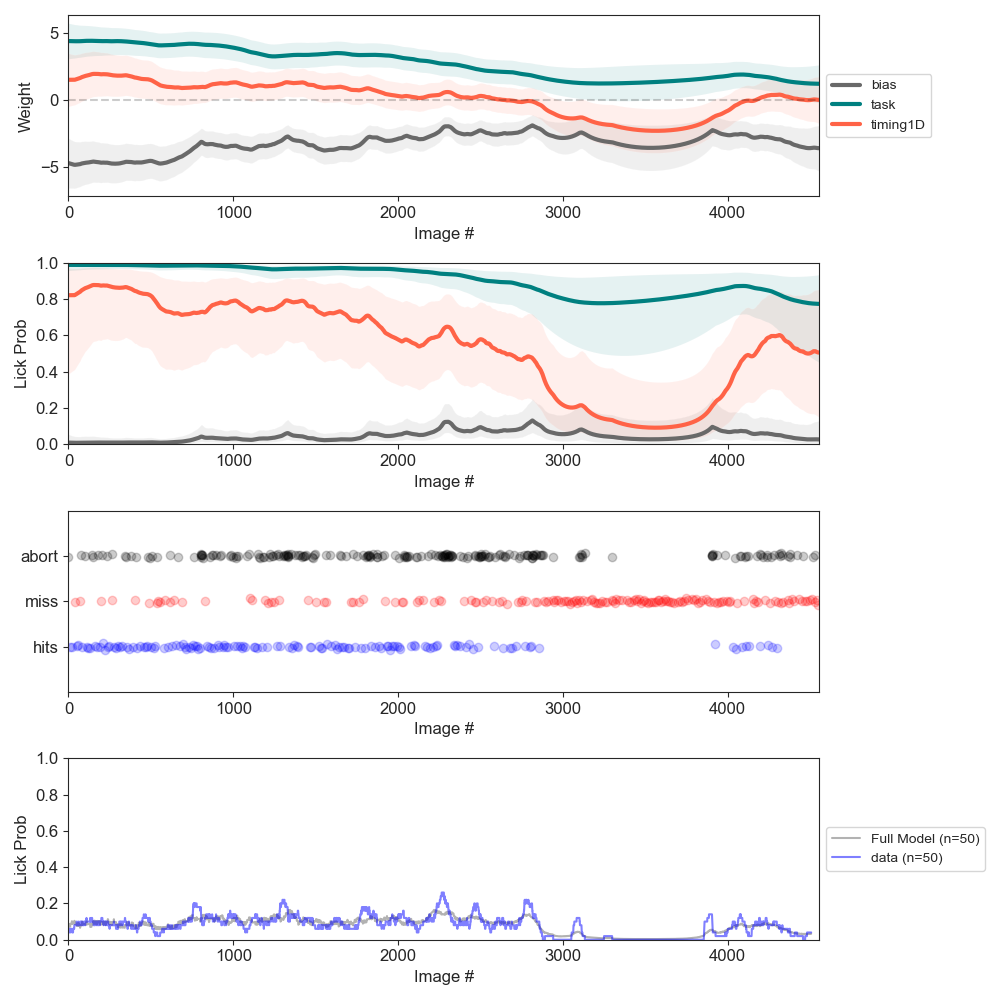 5
0
−5
Weight
0 1000 2000 3000 4000
Image #
bias
task
timing1D
1.0
0.8
0.6
0.4
0.2
0.0
Lick Prob
0 1000 2000 3000 4000
Image #
abort
miss
hits
0 1000 2000 3000 4000
Image #
1.0
0.8
0.6
0.4
0.2
0.0
Lick Prob
0 1000 2000 3000 4000
Image #
Full Model (n=50)
data (n=50)